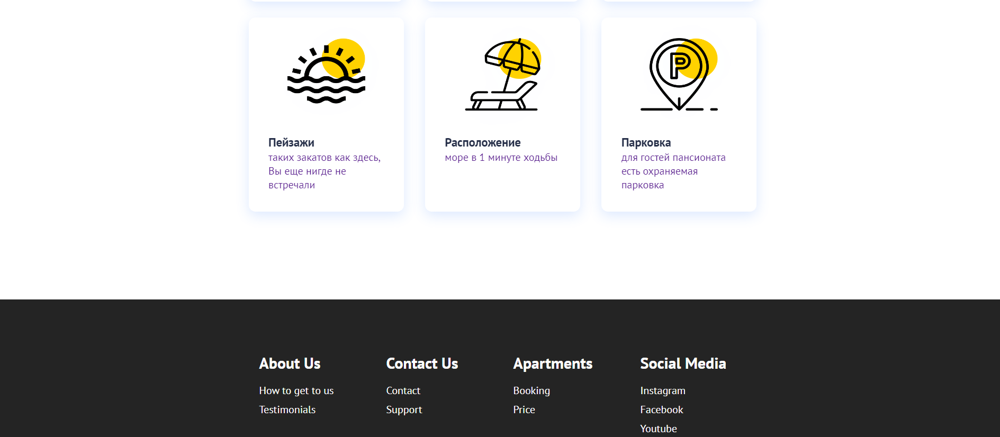 Пейзажи
таких закатов как здесь,
Вы еще нигде не
встречали
Расположение
море в 1 минуте ходьбы
P
Парковка
для гостей пансионата
есть охраняемая
парковка
About Us
How to get to us
Testimonials
Contact Us
Contact
Support
Apartments
Booking
Price
Social Media
Instagram
Facebook
Youtube